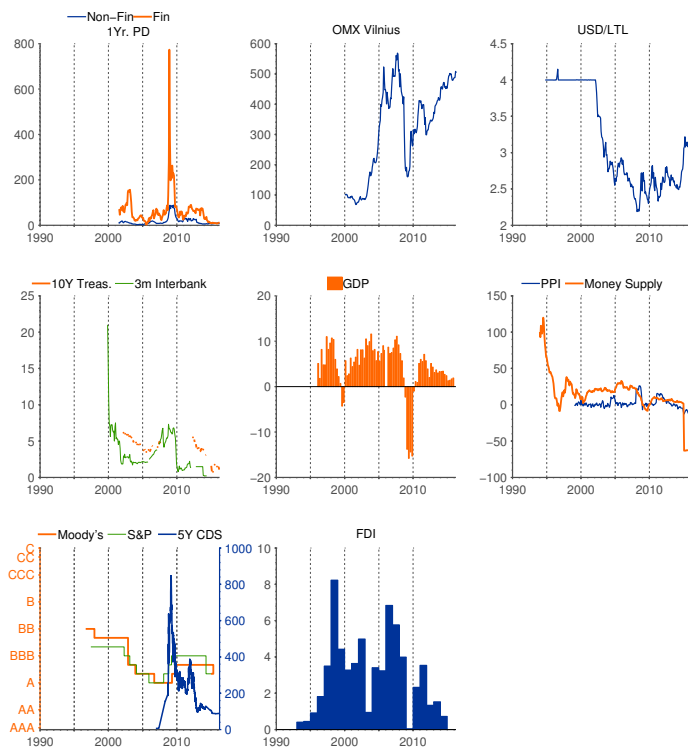 Non−Fin Fin
1Yr. PD
800
600
400
200
0
1990 2000 2010
OMX Vilnius
600
500
400
300
200
100
0
1990 2000 2010
USD/LTL
4.5
4
3.5
3
2.5
2
1990 2000 2010
10Y Treas. 3m Interbank
25
20
15
10
5
0
1990 2000 2010
GDP
20
10
0
−10
−20
1990 2000 2010
PPI Money Supply
150
100
50
0
−50
−100
1990 2000 2010
Moody's S&P 5Y CDS
C
CC
CCC
B
BB
BBB
A
AA
AAA
1000
800
600
400
200
0
1990 2000 2010
FDI
10
8
6
4
2
0
1990 2000 2010